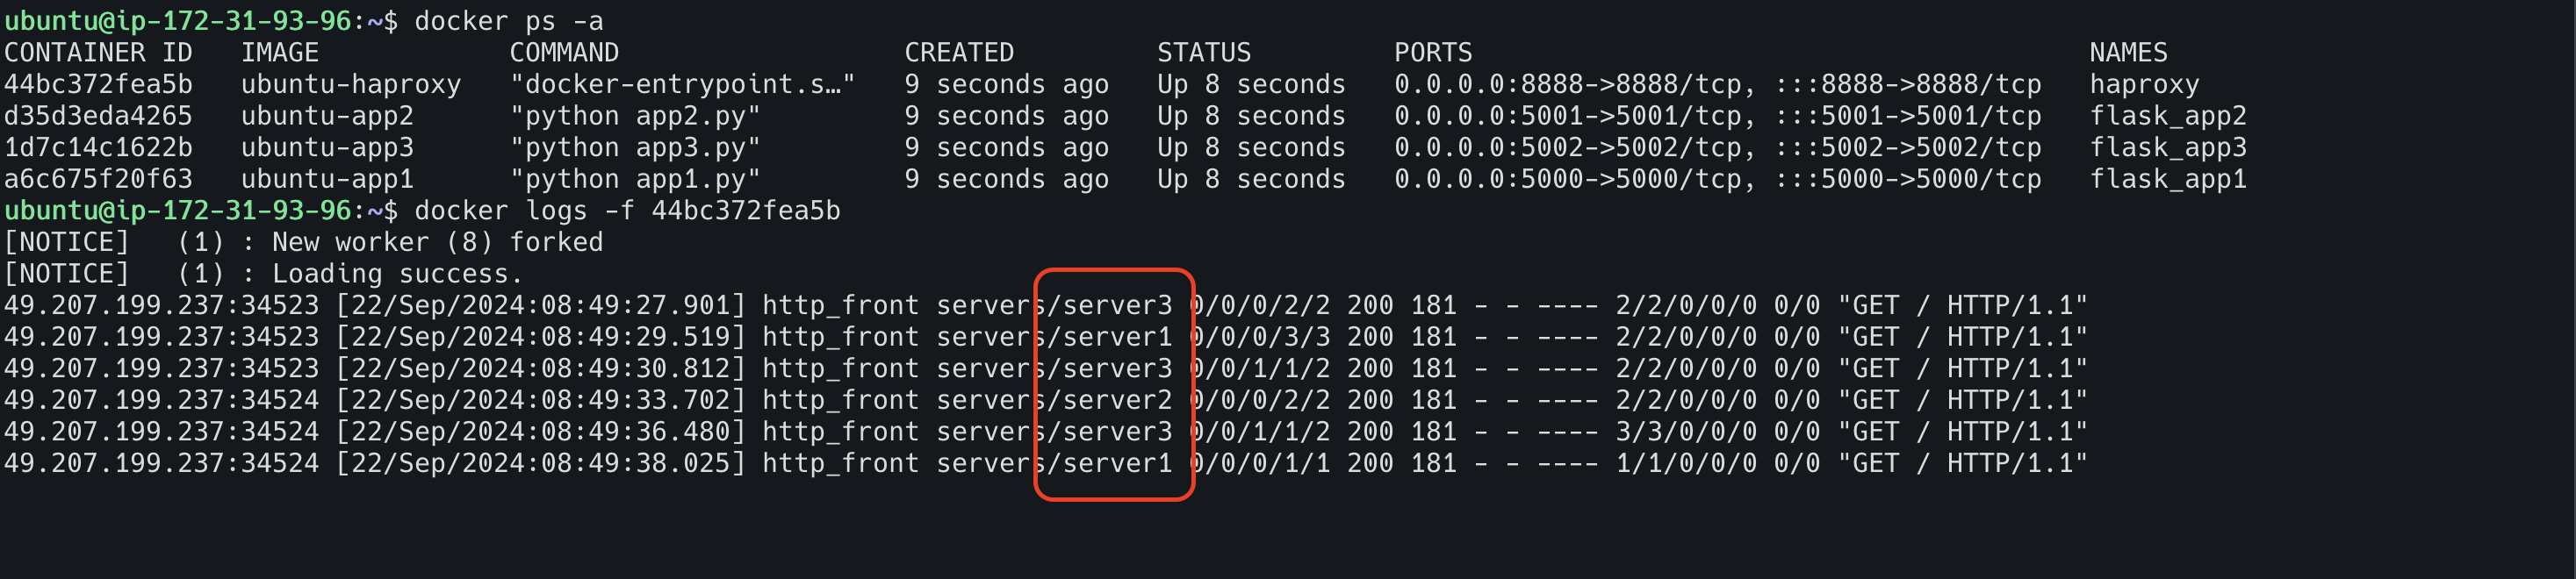 ubuntu@ip-172-31-93-96:~$ docker ps -a
CONTAINER ID   IMAGE            COMMAND                  CREATED         STATUS         PORTS                                       NAMES
44bc372fea5b   ubuntu-haproxy   "docker-entrypoint.s…"   9 seconds ago   Up 8 seconds   0.0.0.0:8888->8888/tcp, :::8888->8888/tcp   haproxy
d35d3eda4265   ubuntu-app2      "python app2.py"         9 seconds ago   Up 8 seconds   0.0.0.0:5001->5001/tcp, :::5001->5001/tcp   flask_app2
1d7c14c1622b   ubuntu-app3      "python app3.py"         9 seconds ago   Up 8 seconds   0.0.0.0:5002->5002/tcp, :::5002->5002/tcp   flask_app3
a6c675f20f63   ubuntu-app1      "python app1.py"         9 seconds ago   Up 8 seconds   0.0.0.0:5000->5000/tcp, :::5000->5000/tcp   flask_app1
ubuntu@ip-172-31-93-96:~$ docker logs -f 44bc372fea5b
[NOTICE]   (1) : New worker (8) forked
[NOTICE]   (1) : Loading success.
49.207.199.237:34523 [22/Sep/2024:08:49:27.901] http_front servers/server3 0/0/0/2/2 200 181 - - ---- 2/2/0/0/0 0/0 "GET / HTTP/1.1"
49.207.199.237:34523 [22/Sep/2024:08:49:29.519] http_front servers/server1 0/0/0/3/3 200 181 - - ---- 2/2/0/0/0 0/0 "GET / HTTP/1.1"
49.207.199.237:34523 [22/Sep/2024:08:49:30.812] http_front servers/server3 0/0/1/1/2 200 181 - - ---- 2/2/0/0/0 0/0 "GET / HTTP/1.1"
49.207.199.237:34524 [22/Sep/2024:08:49:33.702] http_front servers/server2 0/0/0/2/2 200 181 - - ---- 2/2/0/0/0 0/0 "GET / HTTP/1.1"
49.207.199.237:34524 [22/Sep/2024:08:49:36.480] http_front servers/server3 0/0/1/1/2 200 181 - - ---- 3/3/0/0/0 0/0 "GET / HTTP/1.1"
49.207.199.237:34524 [22/Sep/2024:08:49:38.025] http_front servers/server1 0/0/0/1/1 200 181 - - ---- 1/1/0/0/0 0/0 "GET / HTTP/1.1"